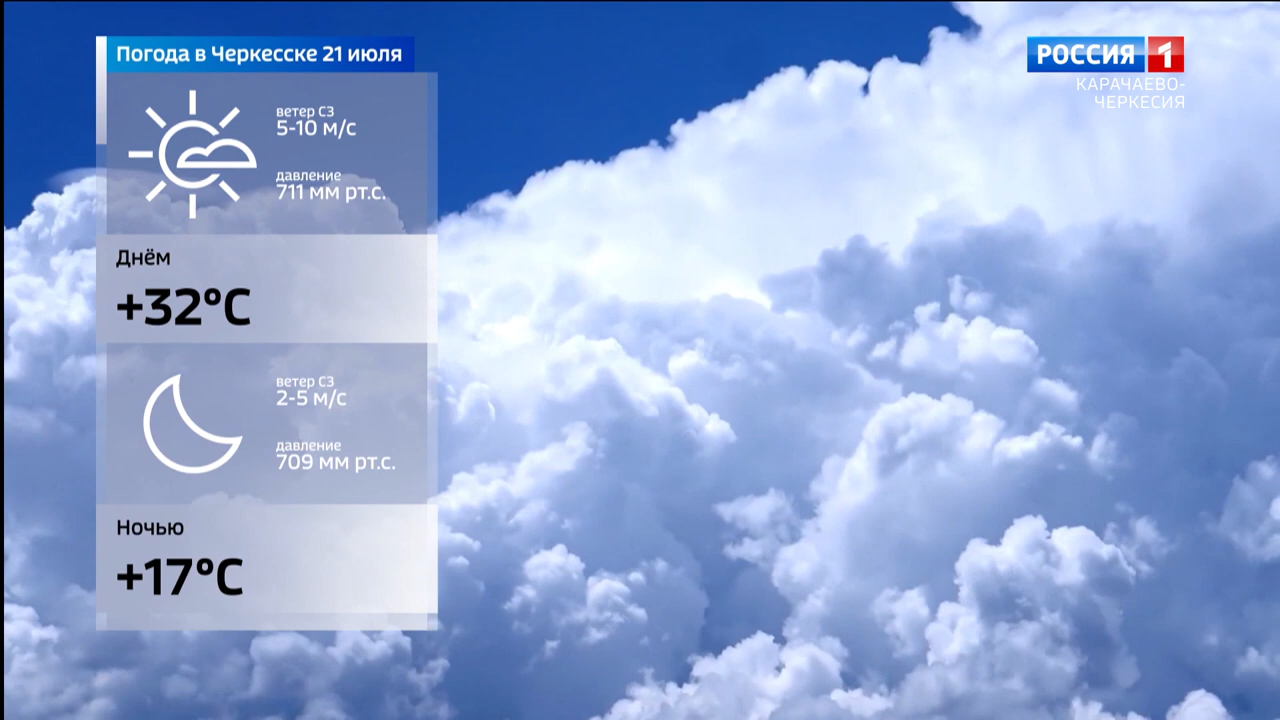 Погода в Черкесске 21 июля
РОССИЯ 1
КАРАЧАЕВО-
ЧЕРКЕСИЯ
ветер СЗ
5-10 м/с
давление
711 мм рт.с.
Днём
+32°C
ветер СЗ
2-5 м/с
давление
709 мм рт.с.
Ночью
+17°C